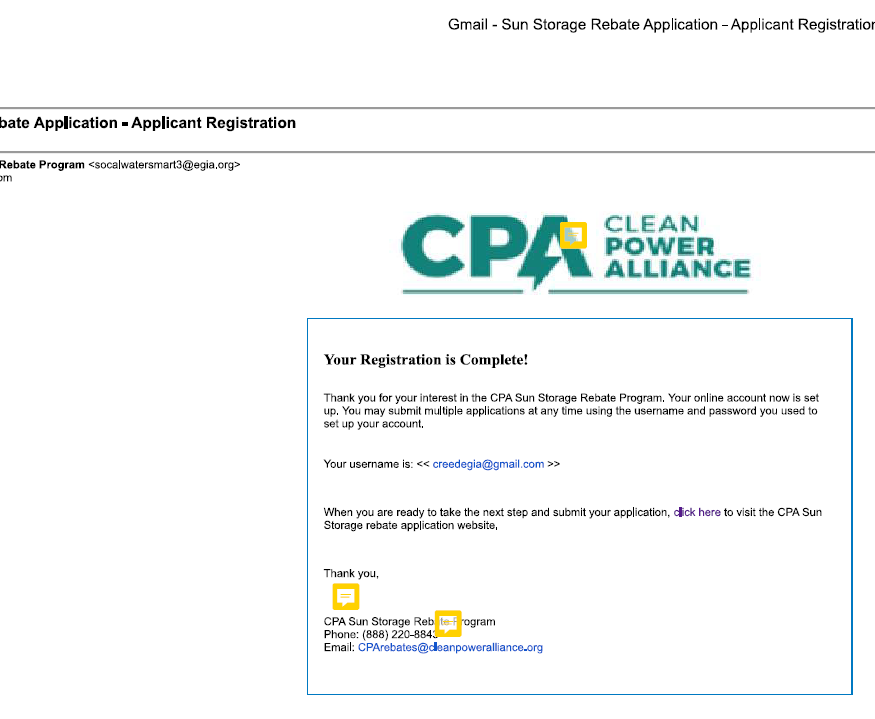 Gmail - Sun Storage Rebate Application – Applicant Registration
bate Application – Applicant Registration
Rebate Program <socalwatersmart3@egia.org>
om
CPA CLEAN
POWER
ALLIANCE
Your Registration is Complete!
Thank you for your interest in the CPA Sun Storage Rebate Program. Your online account now is set
up. You may submit multiple applications at any time using the username and password you used to
set up your account.
Your username is: << creedegia@gmail.com >>
When you are ready to take the next step and submit your application, click here to visit the CPA Sun
Storage rebate application website.
Thank you,
CPA Sun Storage Rebate Program
Phone: (888) 220-8843
Email: CPArebates@cleanpoweralliance.org